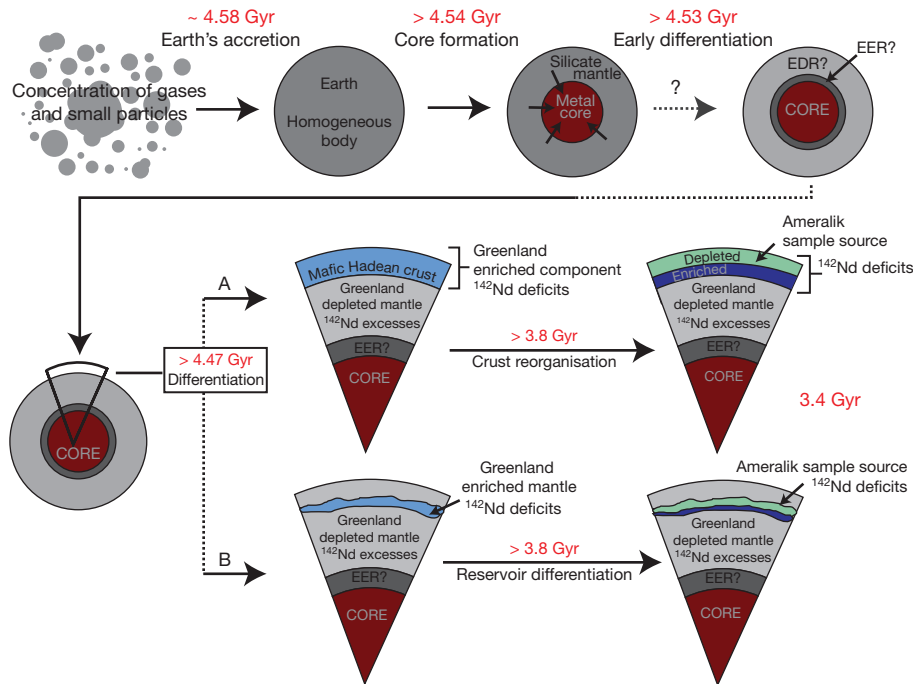 ~ 4.58 Gyr
Earth's accretion
> 4.54 Gyr
Core formation
> 4.53 Gyr
Early differentiation
Concentration of gases
and small particles
Earth
Homogeneous
body
Silicate
mantle
Metal
core
?
EDR?
EER?
CORE
A
Mafic Hadean crust
Greenland
depleted mantle
¹⁴²Nd excesses
EER?
CORE
Greenland
enriched component
¹⁴²Nd deficits
> 3.8 Gyr
Crust reorganisation
Ameralik
sample source
Depleted
Enriched
¹⁴²Nd deficits
Greenland
depleted mantle
¹⁴²Nd excesses
EER?
CORE
> 4.47 Gyr
Differentiation
CORE
3.4 Gyr
B
Greenland
enriched mantle
¹⁴²Nd deficits
Greenland
depleted mantle
¹⁴²Nd excesses
EER?
CORE
> 3.8 Gyr
Reservoir differentiation
Ameralik sample source
¹⁴²Nd deficits
Greenland
depleted mantle
¹⁴²Nd excesses
EER?
CORE